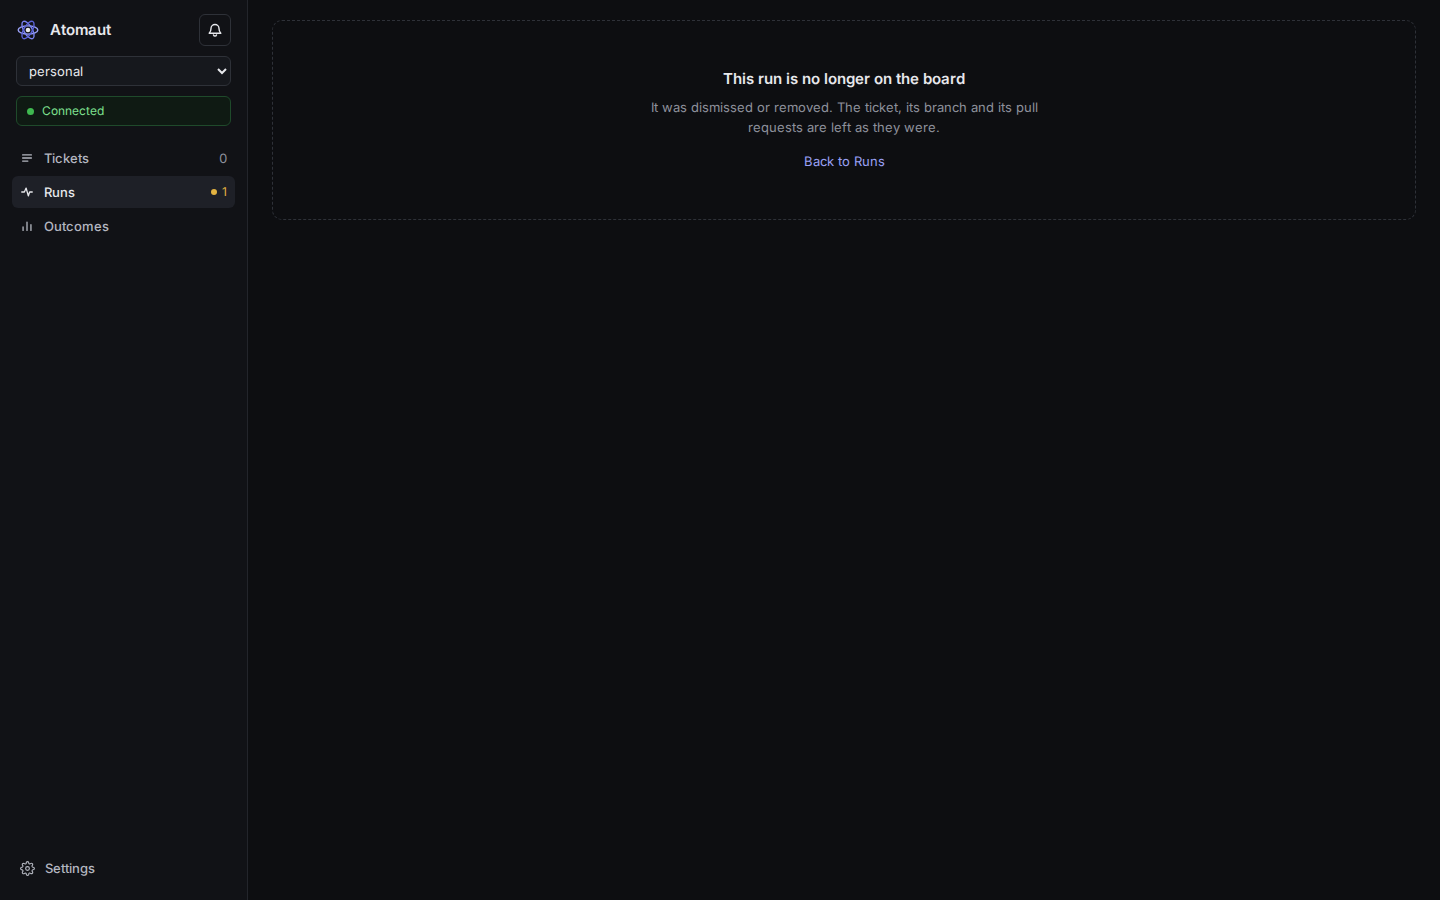 Atomaut
personal
Connected
Tickets 0
Runs 1
Outcomes
Settings
This run is no longer on the board
It was dismissed or removed. The ticket, its branch and its pull
requests are left as they were.
Back to Runs